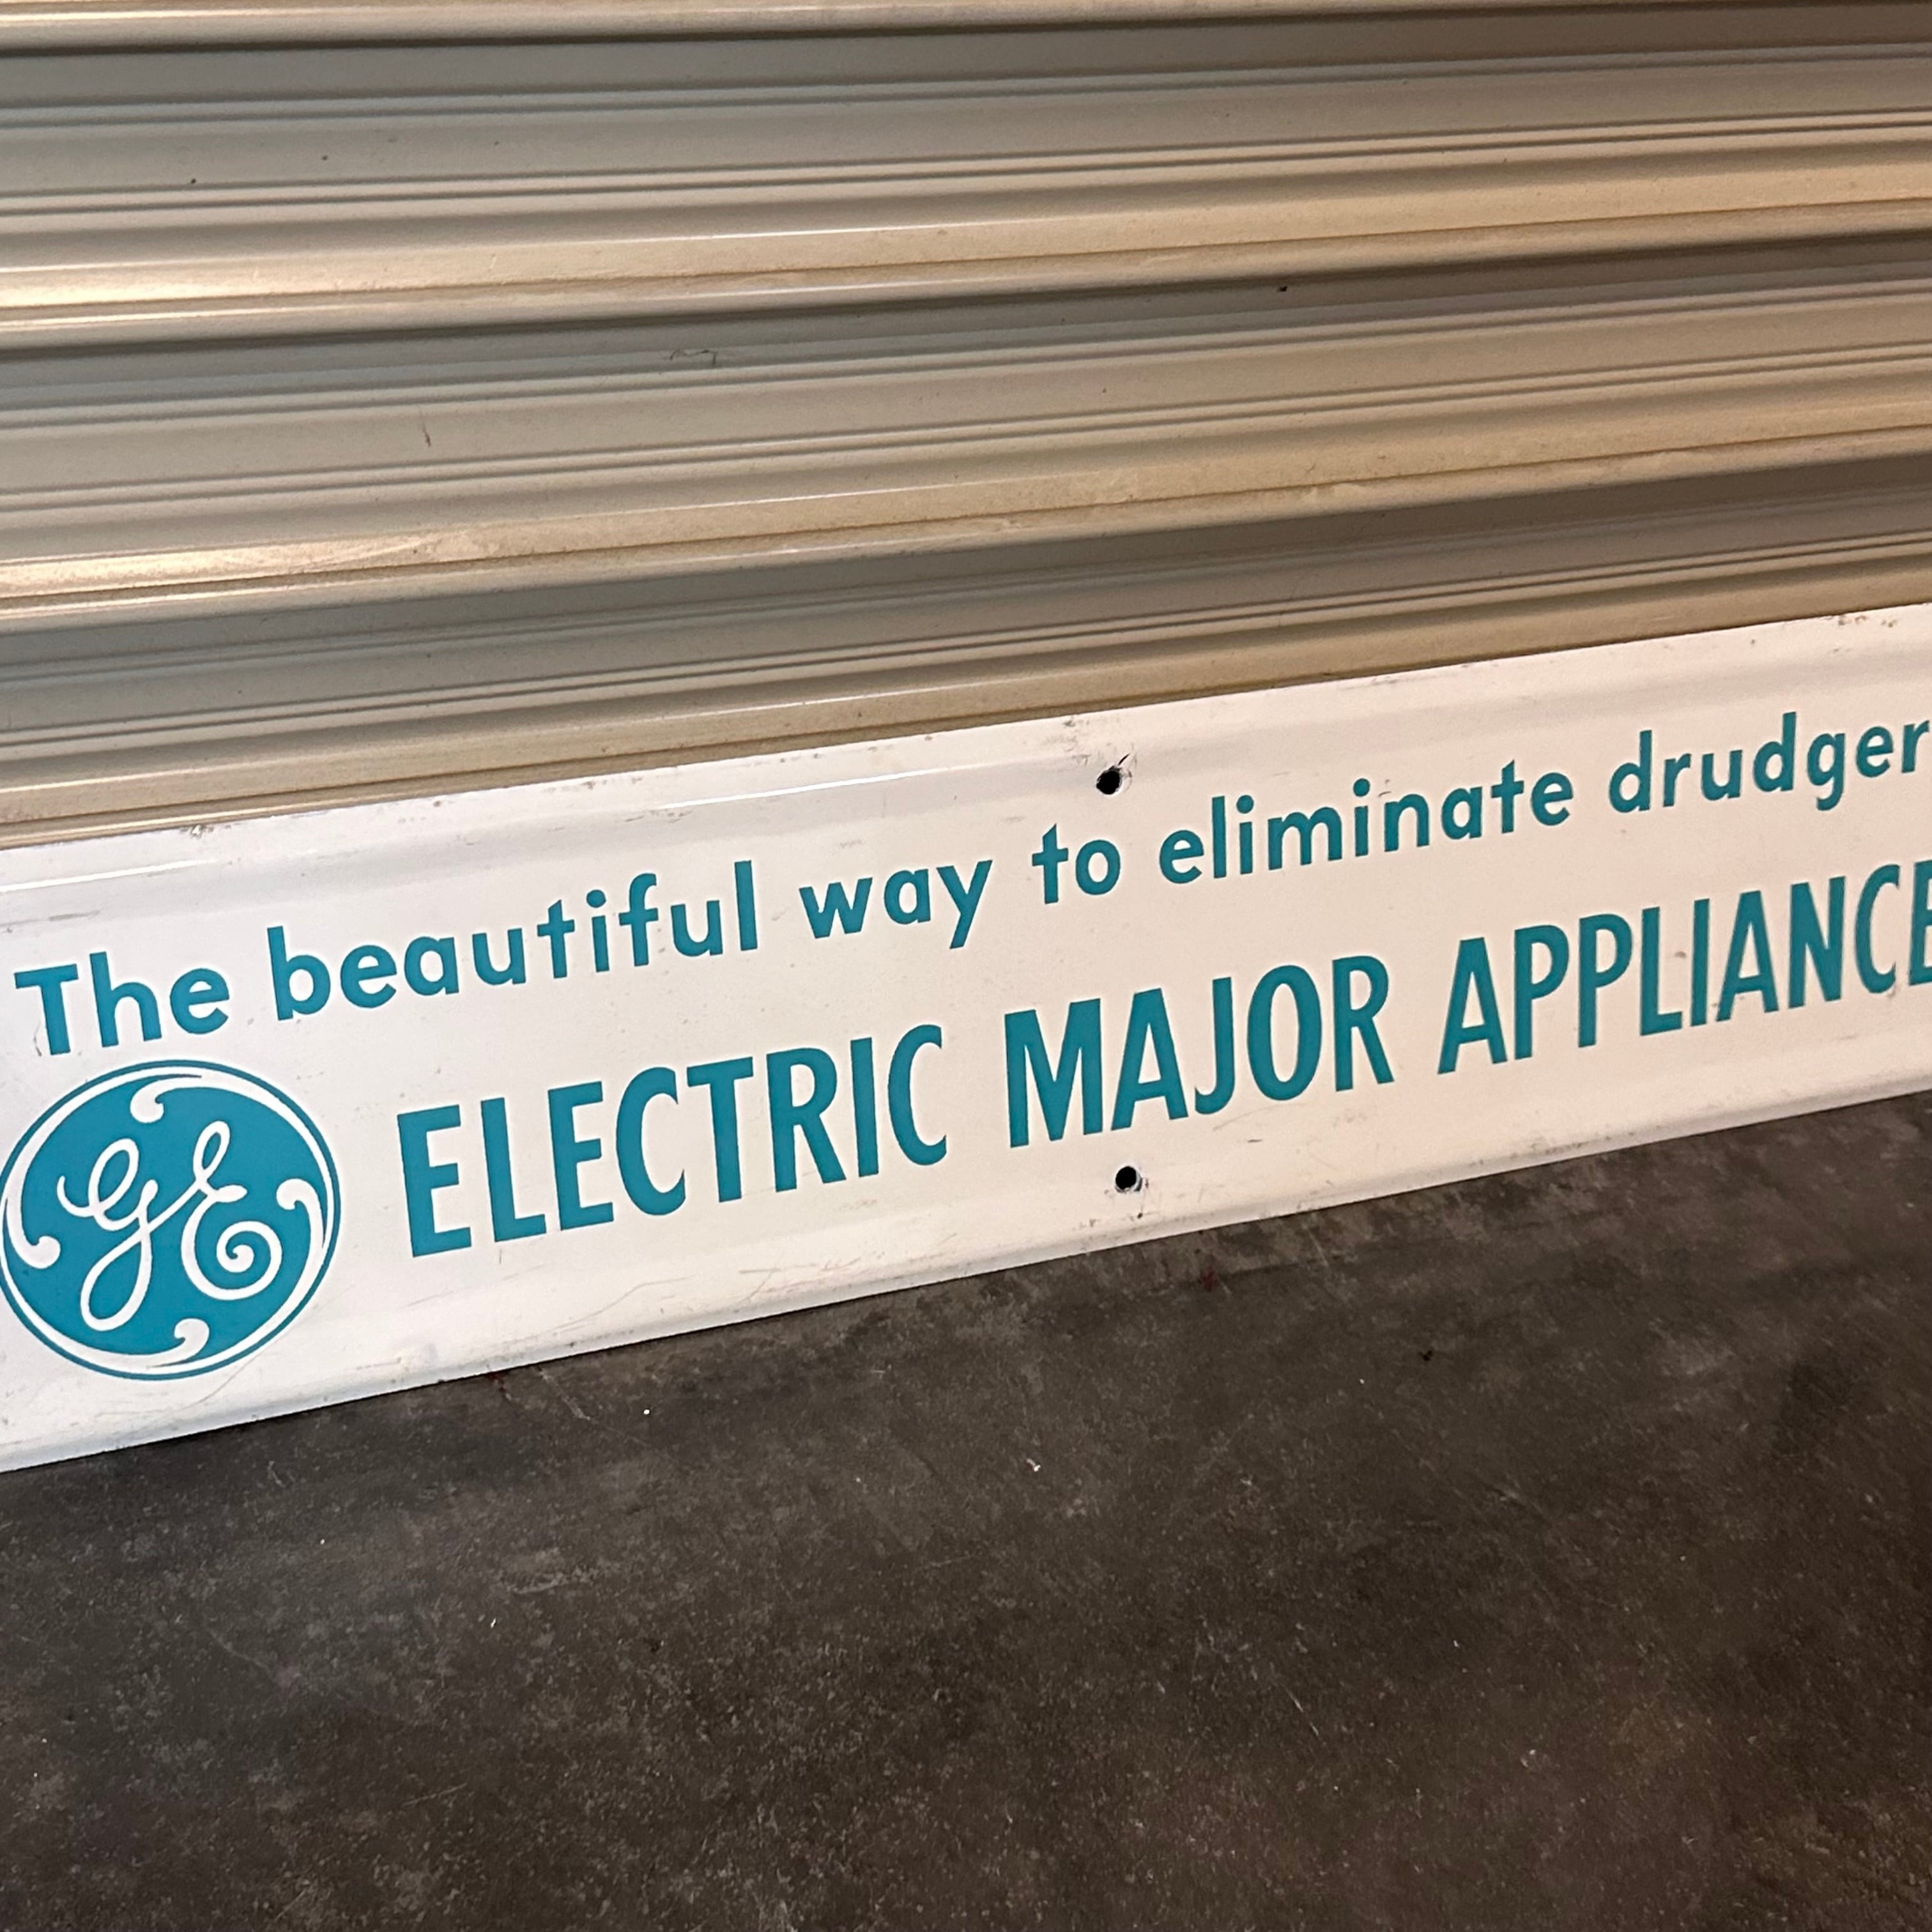 The beautiful way to eliminate drudger
GE ELECTRIC MAJOR APPLIANCE